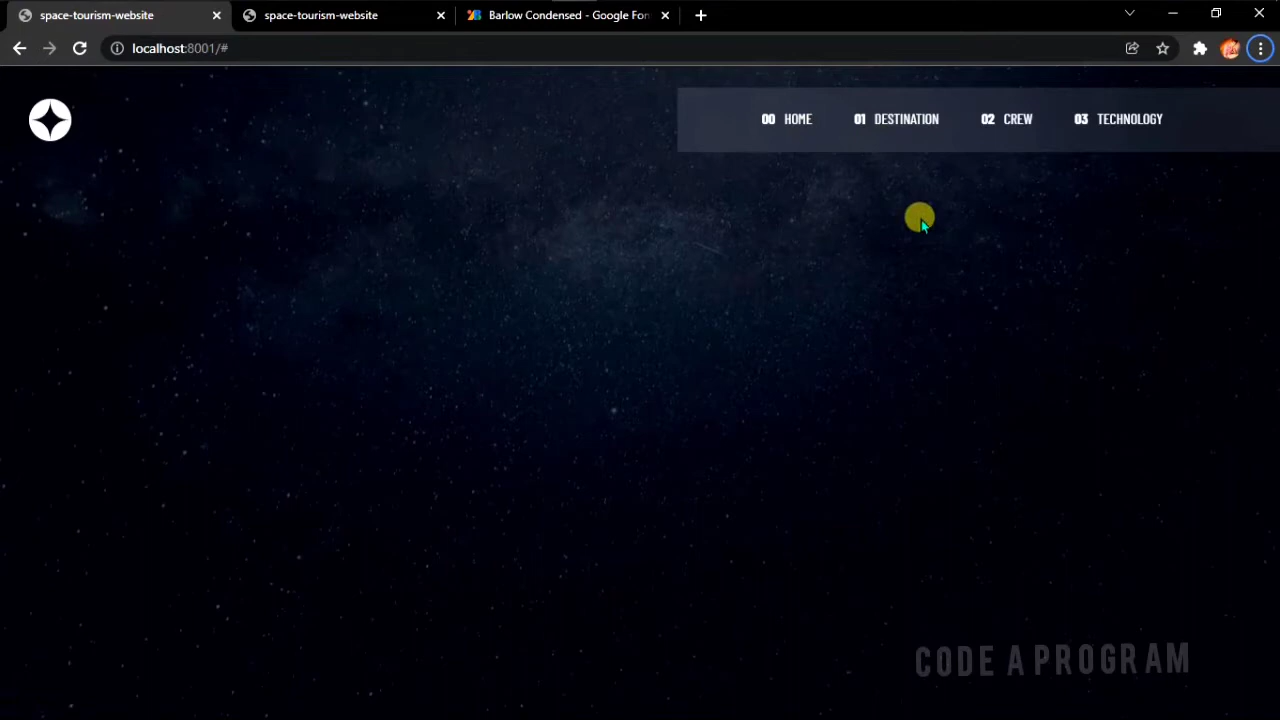 space-tourism-website
space-tourism-website
Barlow Condensed - Google Fon
localhost:8001/#
00 HOME
01 DESTINATION
02 CREW
03 TECHNOLOGY
CODE A PROGRAM